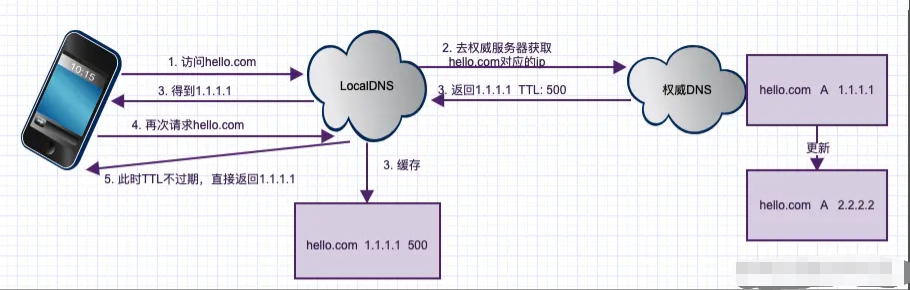 10:15
1. 访问hello.com
3. 得到1.1.1.1
4. 再次请求hello.com
5. 此时TTL不过期，直接返回1.1.1.1
LocalDNS
2. 去权威服务器获取
hello.com对应的ip
3. 返回1.1.1.1 TTL: 500
3. 缓存
hello.com 1.1.1.1 500
权威DNS
hello.com A 1.1.1.1
更新
hello.com A 2.2.2.2